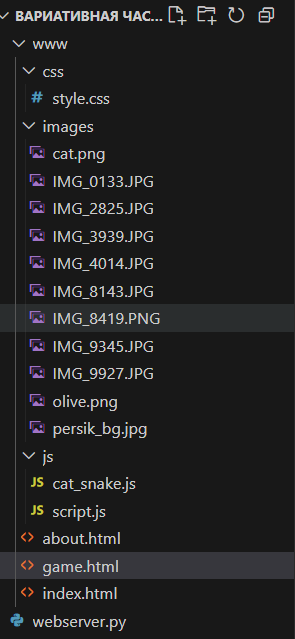 ВАРИАТИВНАЯ ЧАС...
www
css
# style.css
images
cat.png
IMG_0133.JPG
IMG_2825.JPG
IMG_3939.JPG
IMG_4014.JPG
IMG_8143.JPG
IMG_8419.PNG
IMG_9345.JPG
IMG_9927.JPG
olive.png
persik_bg.jpg
js
JS cat_snake.js
JS script.js
<> about.html
<> game.html
<> index.html
webserver.py